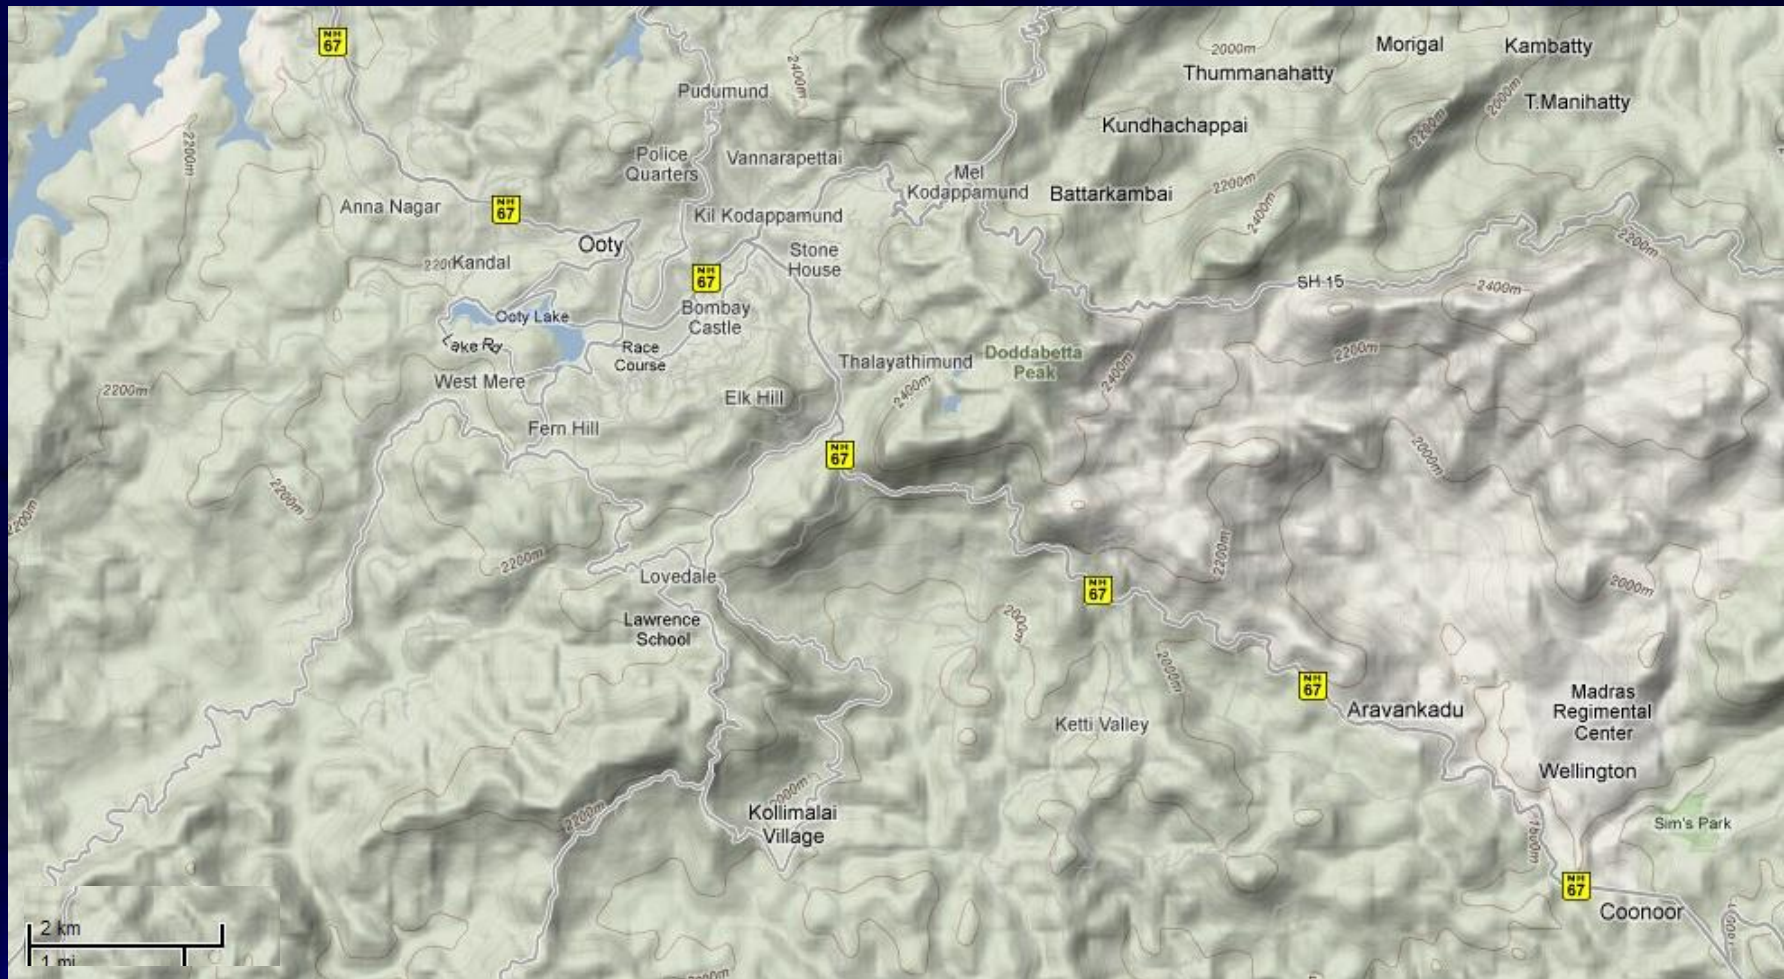 NH
67
Morigal
Kambatty
2000m
Thummanahatty
2400m
Pudumund
2000m
T.Manihatty
2200m
Kundhachappai
2200m
Police
Quarters
Vannarapettai
Mel
Kodappamund
Battarkambai
2200m
2400m
Anna Nagar
NH
67
Kil Kodappamund
Ooty
Stone
House
2200m
220
Kandal
NH
67
SH-15
2400m
Bombay
Castle
Ooty Lake
Lake Rd
Race
Course
Thalayathimund
Doddabetta
Peak
2200m
2400m
West Mere
2200m
2400m
Elk Hill
Fern Hill
NH
67
2000m
2200m
2200m
2200m
2200m
Lovedale
NH
67
2000m
Lawrence
School
2000m
2000m
NH
67
Madras
Regimental
Center
Aravankadu
Ketti Valley
Wellington
2000m
2200m
Kollimalai
Village
Sim's Park
1800m
NH
67
Coonoor
2 km
1 mi